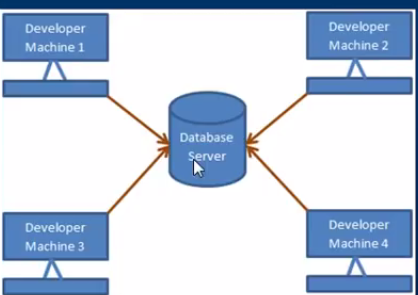 Developer
Machine 1
Developer
Machine 2
Database
Server
Developer
Machine 3
Developer
Machine 4